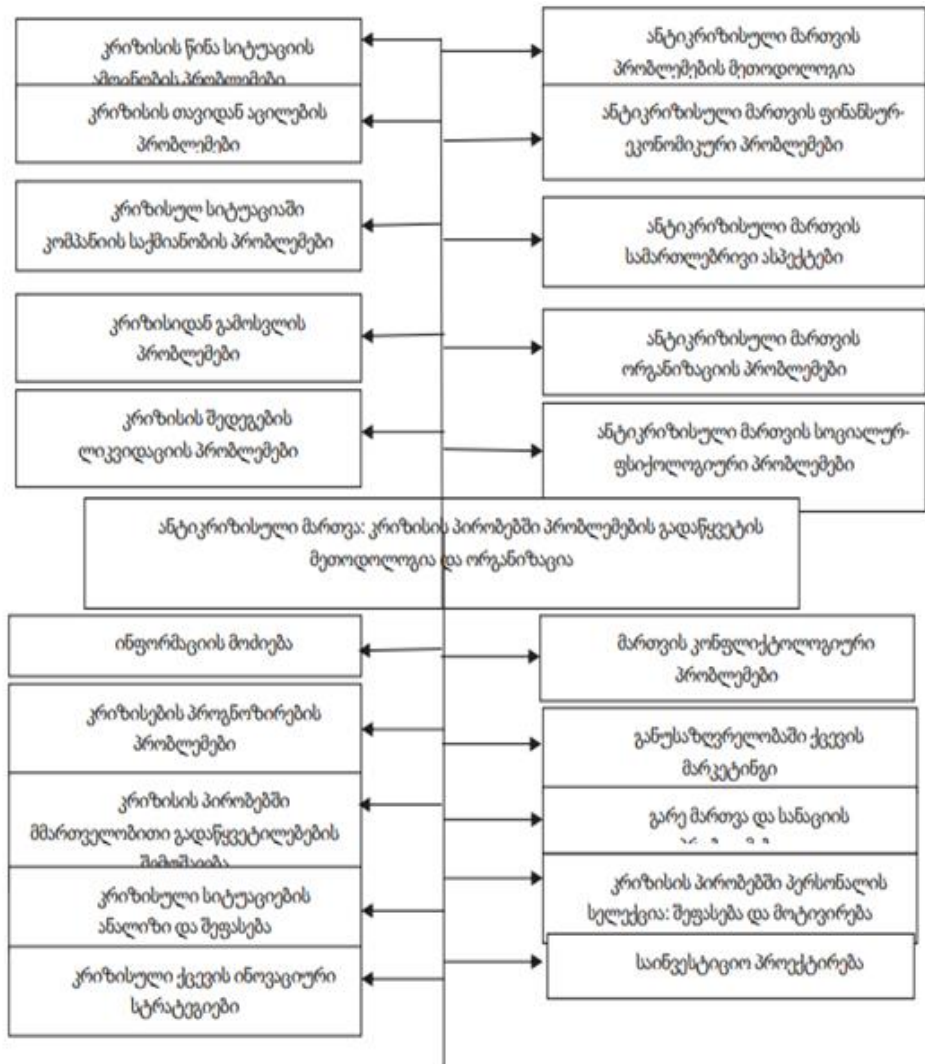 კრიზისის წინა სიტუაციის
ამოცნობის პრობლემები
კრიზისის თავიდან აცილების
პრობლემები
კრიზისულ სიტუაციაში
კომპანიის საქმიანობის პრობლემები
კრიზისიდან გამოსვლის
პრობლემები
კრიზისის შედეგების
ლიკვიდაციის პრობლემები
ანტიკრიზისული მართვის
პრობლემების მეთოდოლოგია
ანტიკრიზისული მართვის ფინანსურ-
ეკონომიკური პრობლემები
ანტიკრიზისული მართვის
სამართლებრივი ასპექტები
ანტიკრიზისული მართვის
ორგანიზაციის პრობლემები
ანტიკრიზისული მართვის სოციალურ-
ფსიქოლოგიური პრობლემები
ანტიკრიზისული მართვა: კრიზისის პირობებში პრობლემების გადაწყვეტის
მეთოდოლოგია და ორგანიზაცია
ინფორმაციის მოძიება
კრიზისების პროგნოზირების
პრობლემები
კრიზისის პირობებში
მმართველობითი გადაწყვეტილებების
კრიზისული სიტუაციების
ანალიზი და შეფასება
კრიზისული ქცევის ინოვაციური
სტრატეგიები
მართვის კონფლიქტოლოგიური
პრობლემები
განუსაზღვრელობაში ქცევის
მარკეტინგი
გარე მართვა და სანაციის
კრიზისის პირობებში პერსონალის
სელექცია: შეფასება და მოტივირება
საინვესტიციო პროექტირება